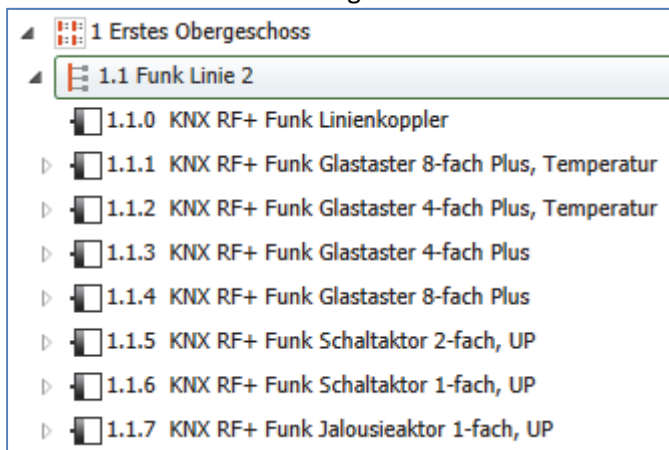 1 Erstes Obergeschoss
1.1 Funk Linie 2
1.1.0 KNX RF+ Funk Linienkoppler
1.1.1 KNX RF+ Funk Glastaster 8-fach Plus, Temperatur
1.1.2 KNX RF+ Funk Glastaster 4-fach Plus, Temperatur
1.1.3 KNX RF+ Funk Glastaster 4-fach Plus
1.1.4 KNX RF+ Funk Glastaster 8-fach Plus
1.1.5 KNX RF+ Funk Schaltaktor 2-fach, UP
1.1.6 KNX RF+ Funk Schaltaktor 1-fach, UP
1.1.7 KNX RF+ Funk Jalousieaktor 1-fach, UP